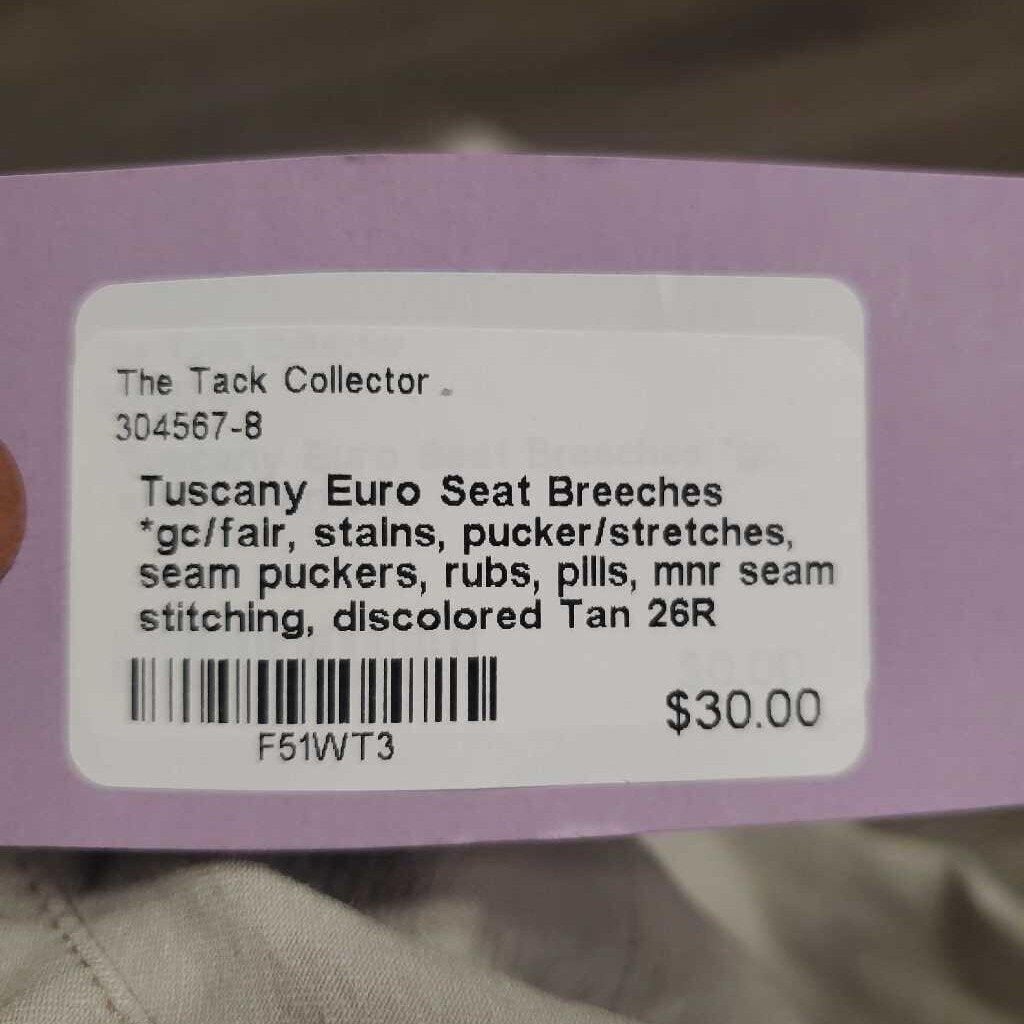 The Tack Collector .
304567-8
Tuscany Euro Seat Breeches
*gc/fair, stains, pucker/stretches,
seam puckers, rubs, pills, mnr seam
stitching, discolored Tan 26R
$30.00
F51WT3